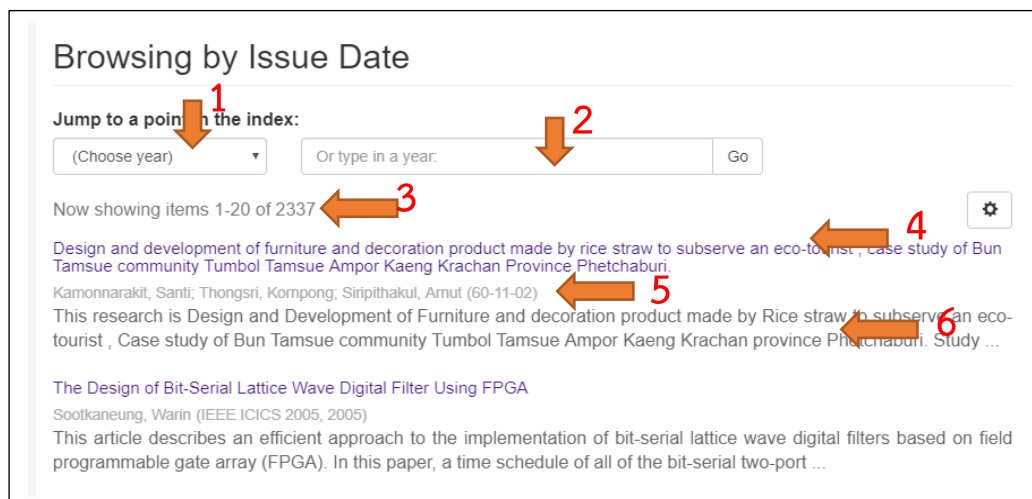 Browsing by Issue Date
1
Jump to a point in the index:
2
(Choose year)
Or type in a year:
Go
Now showing items 1-20 of 2337
3
4
Design and development of furniture and decoration product made by rice straw to subserve an eco-tourist , case study of Bun
Tamsue community Tumbol Tamsue Ampor Kaeng Krachan Province Phetchaburi.
Kamonnarakit, Santi; Thongsri, Kornpong; Siripithakul, Arnut (60-11-02)
5
This research is Design and Development of Furniture and decoration product made by Rice straw to subserve an eco-
tourist , Case study of Bun Tamsue community Tumbol Tamsue Ampor Kaeng Krachan province Phetchaburi. Study ...
6
The Design of Bit-Serial Lattice Wave Digital Filter Using FPGA
Sootkaneung, Warin (IEEE ICICS 2005, 2005)
This article describes an efficient approach to the implementation of bit-serial lattice wave digital filters based on field
programmable gate array (FPGA). In this paper, a time schedule of all of the bit-serial two-port ...